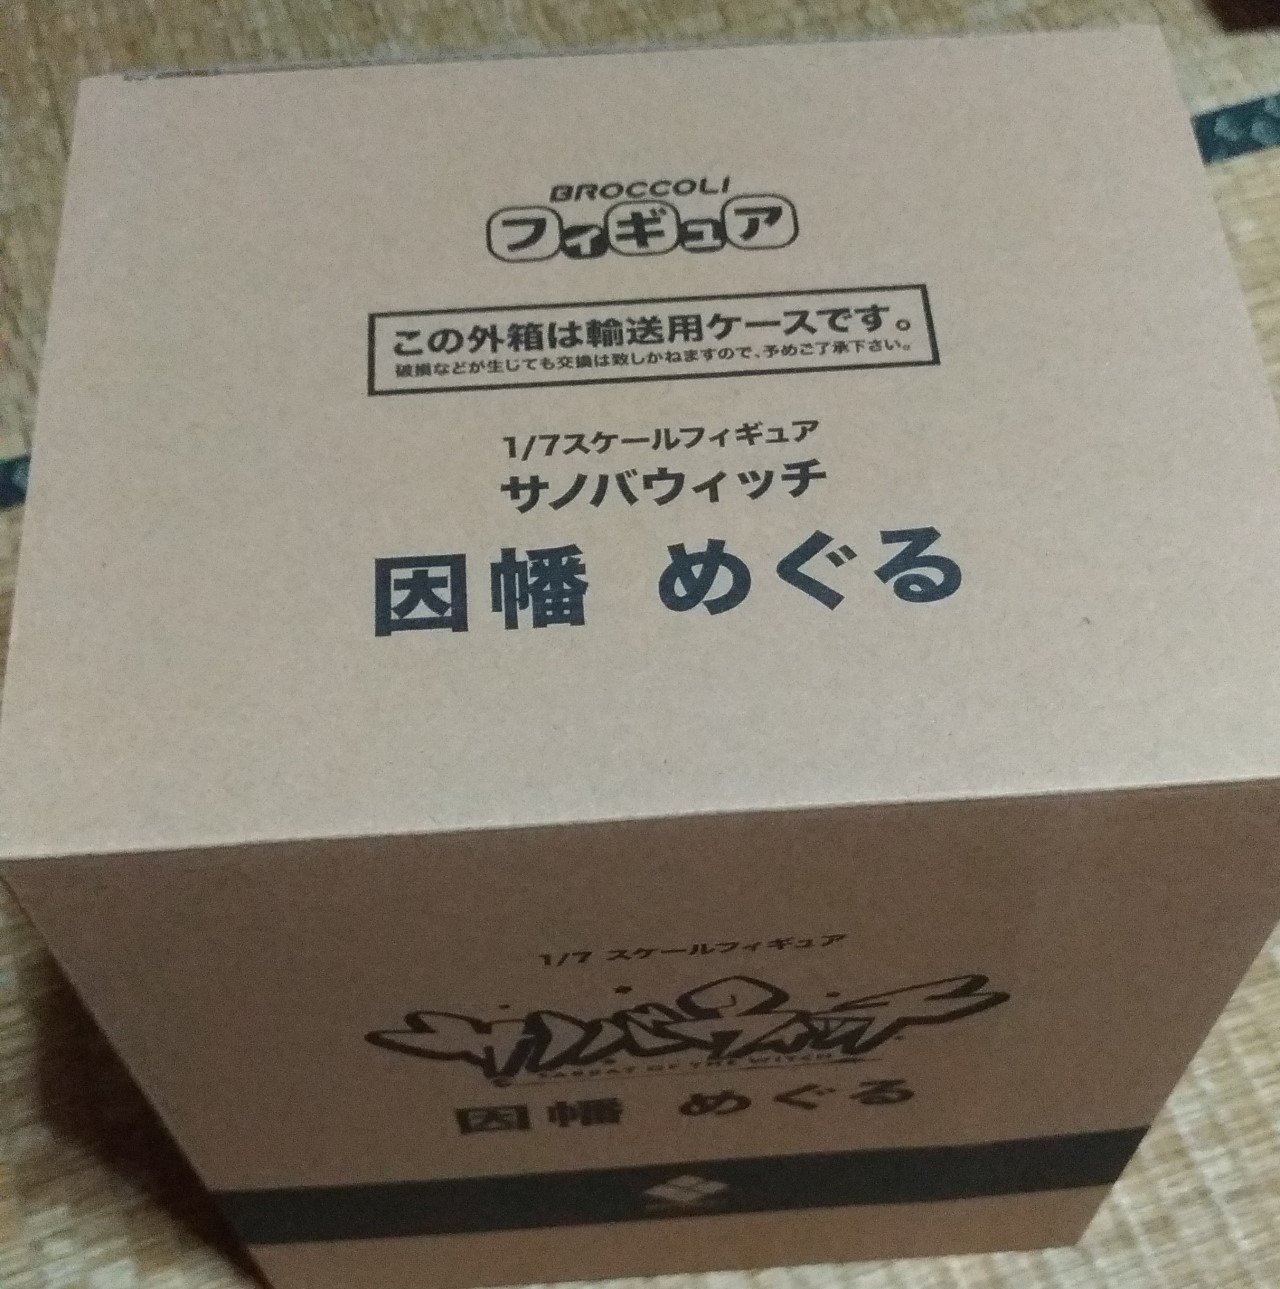 BROCCOLI
フィギュア
この外箱は輸送用ケースです。
破損などが生じても交換は致しかねますので、予めご了承下さい。
1/7スケールフィギュア
サノバウィッチ
因幡 めぐる
1/7 スケールフィギュア
サノバウィッチ
SABBAT OF THE WITCH
因幡 めぐる